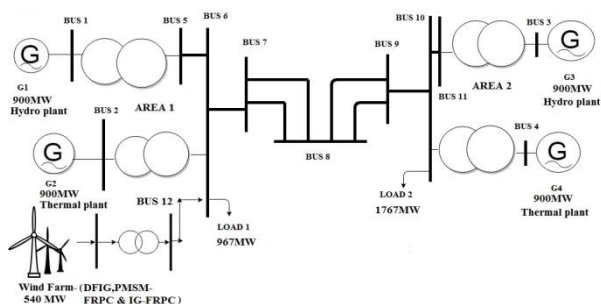 BUS 1
BUS 5
BUS 6
BUS 7
BUS 9
BUS 10
BUS 3
G
G1
900MW
Hydro plant
AREA 1
BUS 2
G
G2
900MW
Thermal plant
BUS 8
AREA 2
BUS 11
G
G3
900MW
Hydro plant
BUS 4
G
G4
900MW
Thermal plant
LOAD 2
1767MW
BUS 12
LOAD 1
967MW
Wind Farm-
540 MW
(DFIG,PMSM-
FRPC & IG-FRPC)